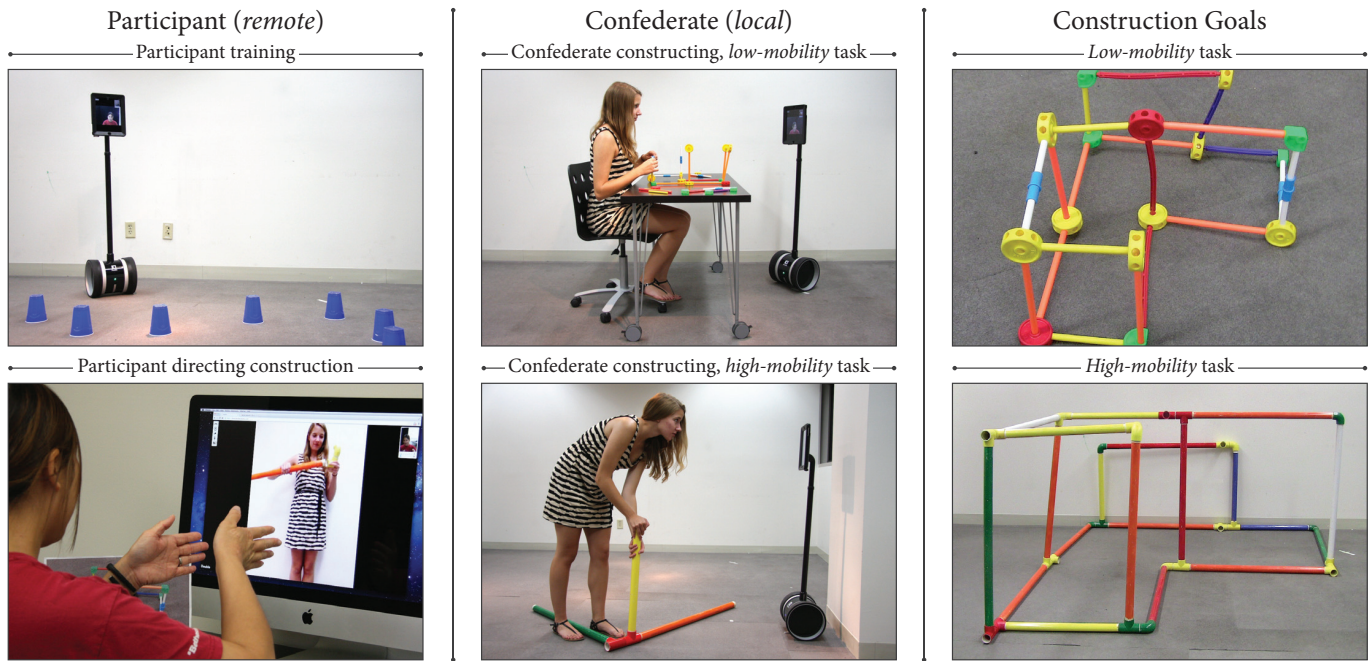 Participant (remote)
Participant training
Participant directing construction
Confederate (local)
Confederate constructing, low-mobility task
Confederate constructing, high-mobility task
Construction Goals
Low-mobility task
High-mobility task